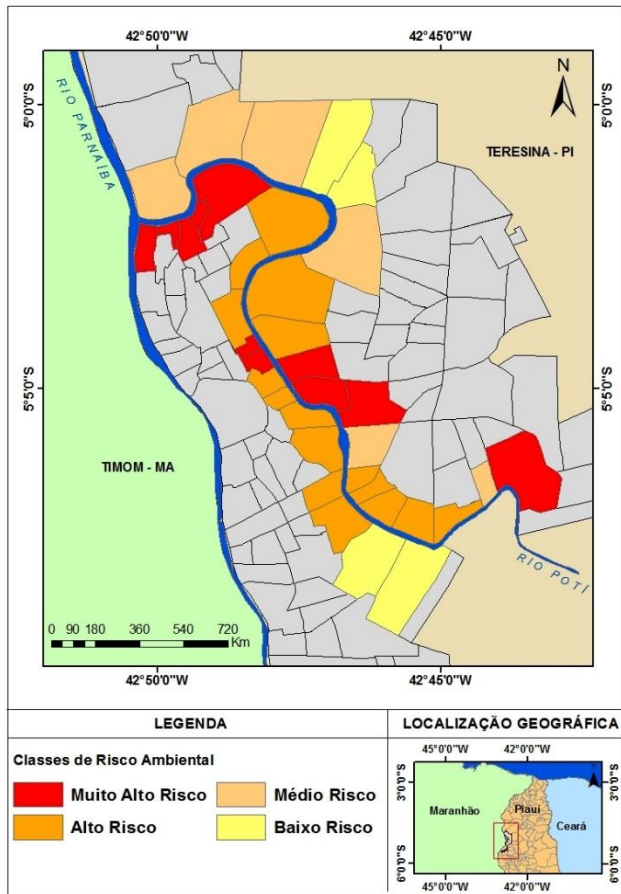 42°50'0"W 42°45'0"W
5°0'0"S 5°0'0"S
N
RIO PARNAÍBA
TERESINA - PI
5°5'0"S 5°5'0"S
TIMOM - MA
RIO POTÍ
0 90 180 360 540 720
Km
42°50'0"W 42°45'0"W
LEGENDA
Classes de Risco Ambiental
Muito Alto Risco Médio Risco
Alto Risco Baixo Risco
LOCALIZAÇÃO GEOGRÁFICA
45°0'0"W 42°0'0"W
3°0'0"S 3°0'0"S
Maranhão Piauí Ceará
6°0'0"S 6°0'0"S
45°0'0"W 42°0'0"W